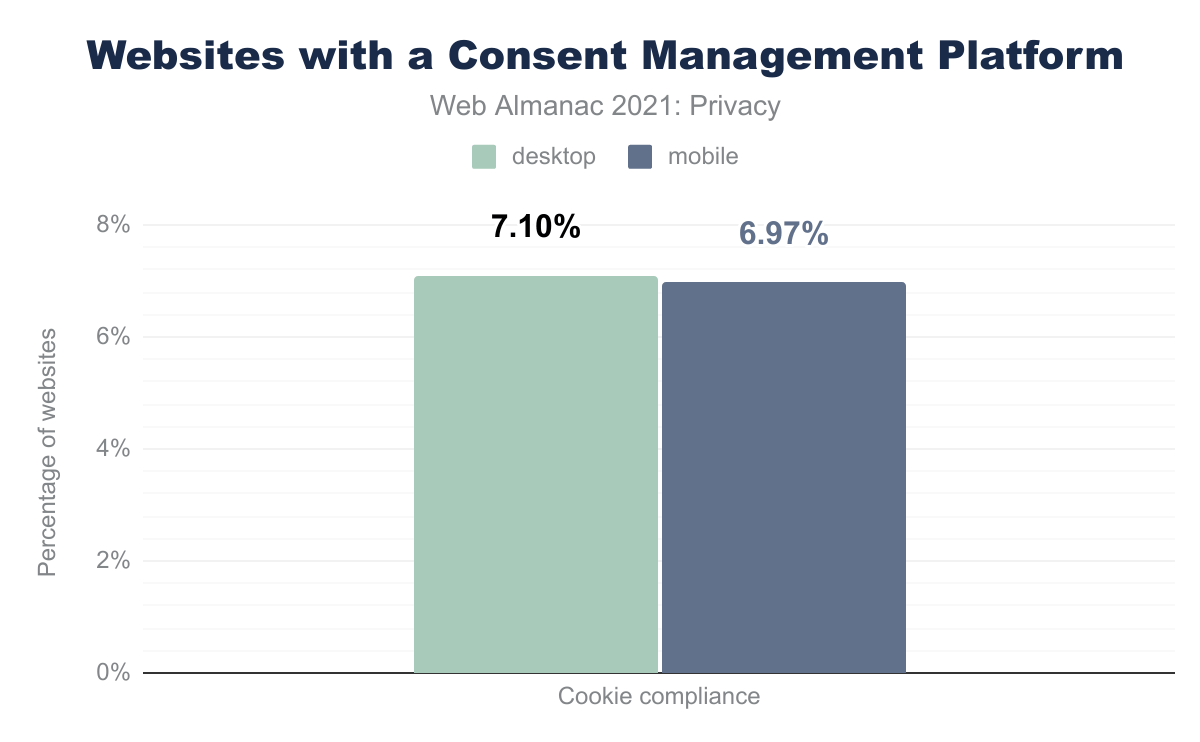 Websites with a Consent Management Platform
Web Almanac 2021: Privacy
desktop mobile
8%
7.10%
6.97%
6%
4%
2%
0%
Percentage of websites
Cookie compliance